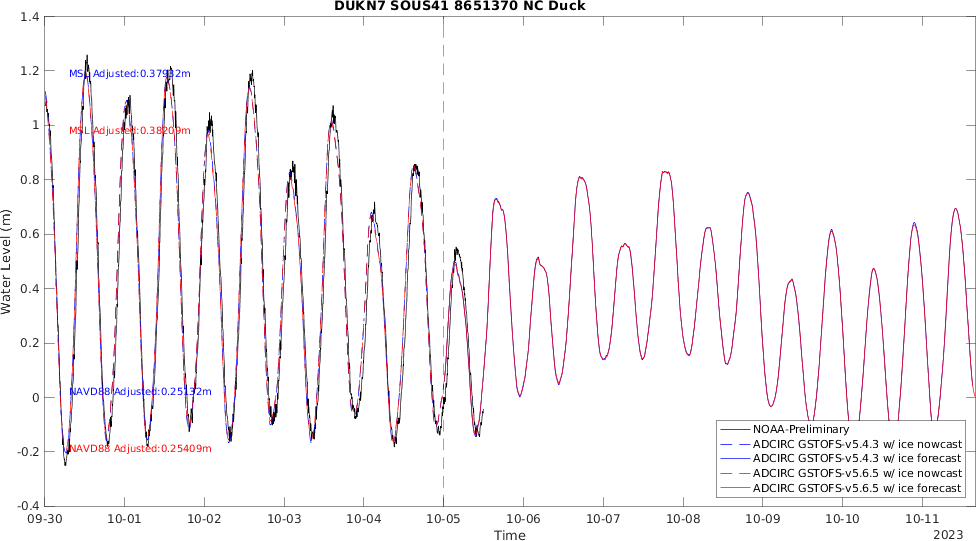 DUKN7 SOUS41 8651370 NC Duck
1.4
1.2
1
0.8
0.6
0.4
0.2
0
-0.2
-0.4
Water Level (m)
MSL Adjusted:0.37932m
MSL Adjusted:0.38209m
NAVD88 Adjusted:0.25132m
NAVD88 Adjusted:0.25409m
NOAA-Preliminary
ADCIRC GSTOFS-v5.4.3 w/ ice nowcast
ADCIRC GSTOFS-v5.4.3 w/ ice forecast
ADCIRC GSTOFS-v5.6.5 w/ ice nowcast
ADCIRC GSTOFS-v5.6.5 w/ ice forecast
09-30 10-01 10-02 10-03 10-04 10-05 10-06 10-07 10-08 10-09 10-10 10-11
Time
2023